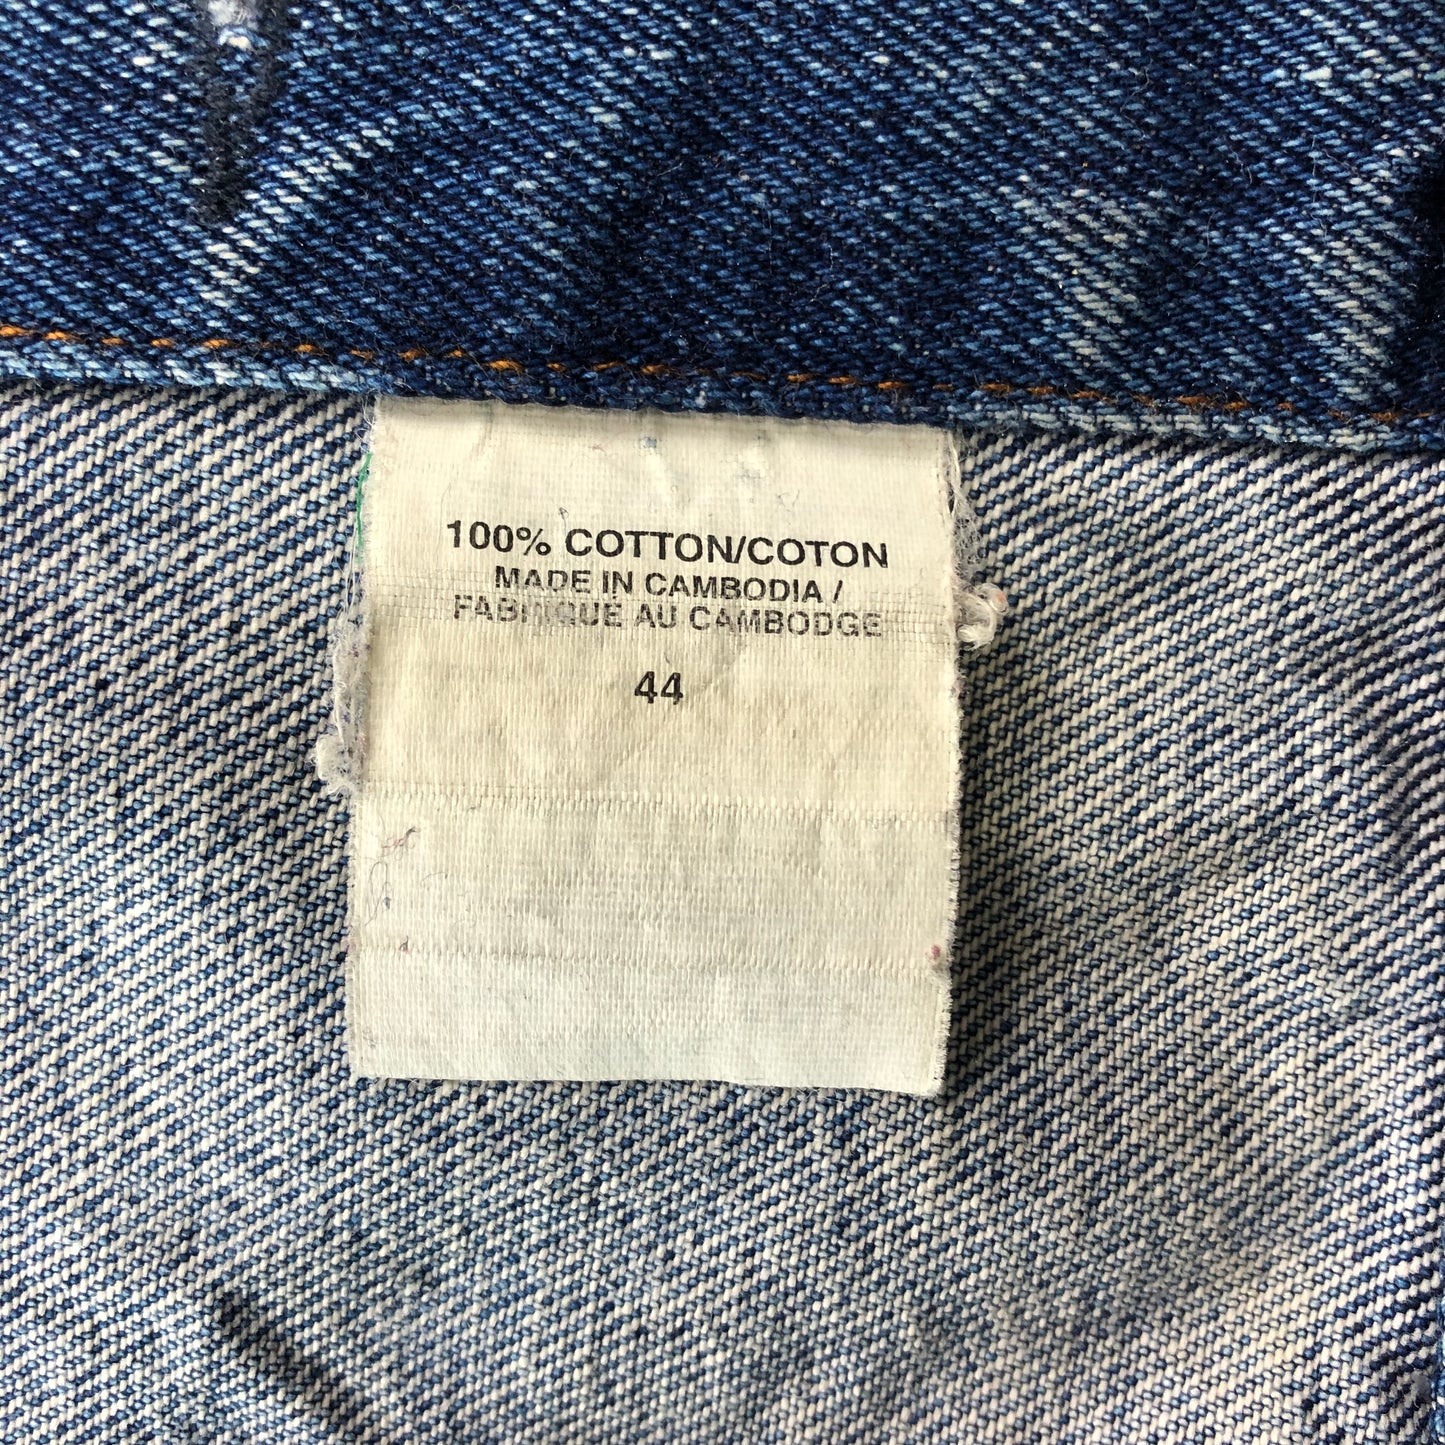 100% COTTON/COTON
MADE IN CAMBODIA /
FABRIQUE AU CAMBODGE
44